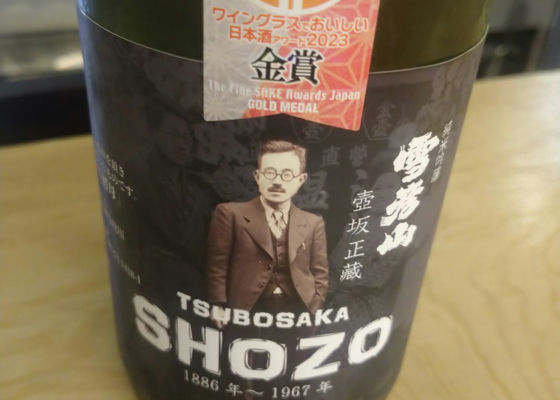 ワイングラスでおいしい
日本酒アワード2023
金賞
The Fine SAKE Awards Japan
GOLD MEDAL
純米吟醸
雪彦山
壺坂正藏
TSUBOSAKA
SHOZO
1886年～1967年